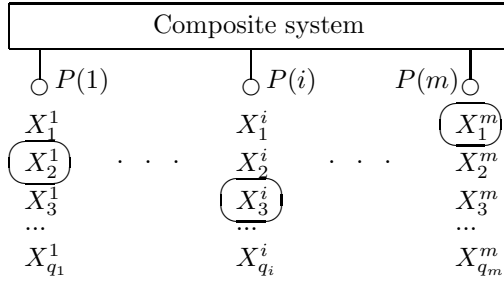 Composite system
P(1) P(i) P(m)
X_1^1 X_1^i X_1^m
X_2^1 . . . X_2^i . . . X_2^m
X_3^1 X_3^i X_3^m
... ... ...
X_{q_1}^1 X_{q_i}^i X_{q_m}^m